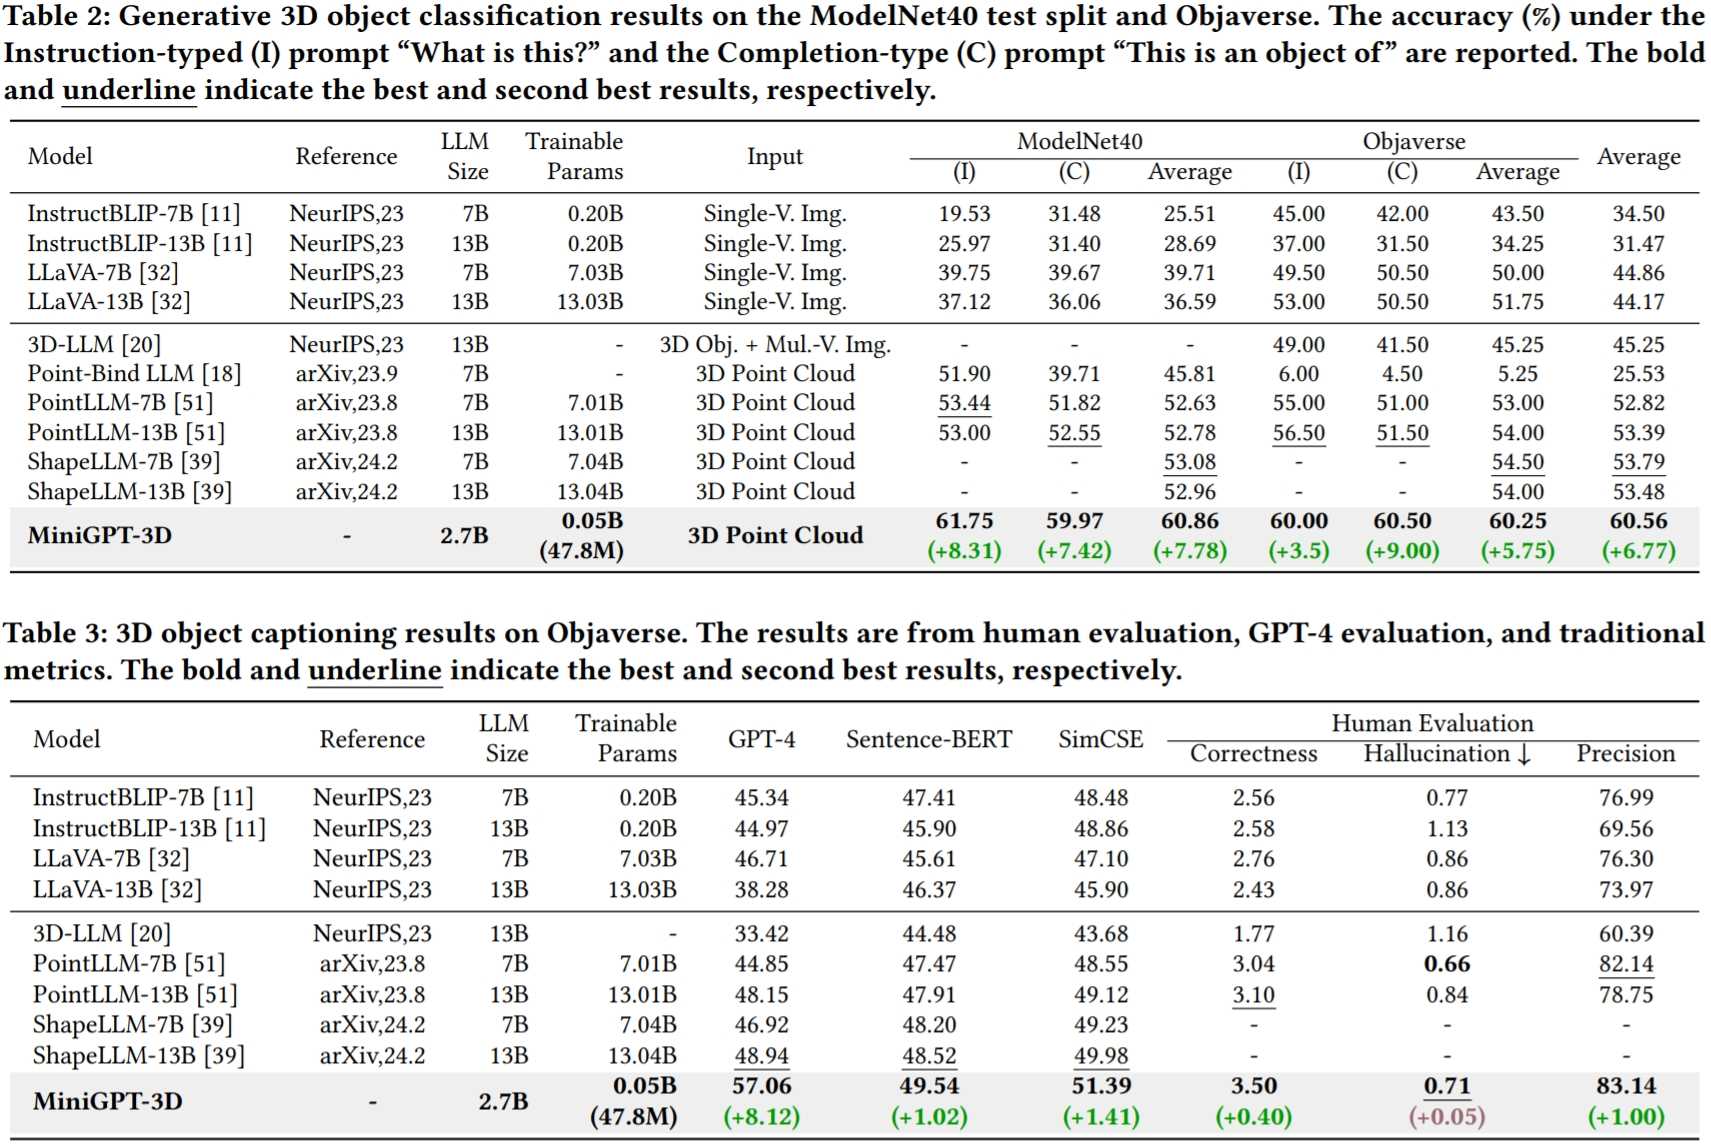 Table 2: Generative 3D object classification results on the ModelNet40 test split and Objaverse. The accuracy (%) under the
Instruction-typed (I) prompt “What is this?” and the Completion-type (C) prompt “This is an object of” are reported. The bold
and underline indicate the best and second best results, respectively.
Model Reference LLM Size Trainable Params Input ModelNet40 Objaverse Average
(I) (C) Average (I) (C) Average
InstructBLIP-7B [11] NeurIPS,23 7B 0.20B Single-V. Img. 19.53 31.48 25.51 45.00 42.00 43.50 34.50
InstructBLIP-13B [11] NeurIPS,23 13B 0.20B Single-V. Img. 25.97 31.40 28.69 37.00 31.50 34.25 31.47
LLaVA-7B [32] NeurIPS,23 7B 7.03B Single-V. Img. 39.75 39.67 39.71 49.50 50.50 50.00 44.86
LLaVA-13B [32] NeurIPS,23 13B 13.03B Single-V. Img. 37.12 36.06 36.59 53.00 50.50 51.75 44.17
3D-LLM [20] NeurIPS,23 13B - 3D Obj. + Mul.-V. Img. - - - 49.00 41.50 45.25 45.25
Point-Bind LLM [18] arXiv,23.9 7B - 3D Point Cloud 51.90 39.71 45.81 6.00 4.50 5.25 25.53
PointLLM-7B [51] arXiv,23.8 7B 7.01B 3D Point Cloud 53.44 51.82 52.63 55.00 51.00 53.00 52.82
PointLLM-13B [51] arXiv,23.8 13B 13.01B 3D Point Cloud 53.00 52.55 52.78 56.50 51.50 54.00 53.39
ShapeLLM-7B [39] arXiv,24.2 7B 7.04B 3D Point Cloud - - 53.08 - - 54.50 53.79
ShapeLLM-13B [39] arXiv,24.2 13B 13.04B 3D Point Cloud - - 52.96 - - 54.00 53.48
MiniGPT-3D - 2.7B 0.05B 3D Point Cloud 61.75 59.97 60.86 60.00 60.50 60.25 60.56
(47.8M) (+8.31) (+7.42) (+7.78) (+3.5) (+9.00) (+5.75) (+6.77)
Table 3: 3D object captioning results on Objaverse. The results are from human evaluation, GPT-4 evaluation, and traditional
metrics. The bold and underline indicate the best and second best results, respectively.
Model Reference LLM Size Trainable Params GPT-4 Sentence-BERT SimCSE Human Evaluation
Correctness Hallucination ↓ Precision
InstructBLIP-7B [11] NeurIPS,23 7B 0.20B 45.34 47.41 48.48 2.56 0.77 76.99
InstructBLIP-13B [11] NeurIPS,23 13B 0.20B 44.97 45.90 48.86 2.58 1.13 69.56
LLaVA-7B [32] NeurIPS,23 7B 7.03B 46.71 45.61 47.10 2.76 0.86 76.30
LLaVA-13B [32] NeurIPS,23 13B 13.03B 38.28 46.37 45.90 2.43 0.86 73.97
3D-LLM [20] NeurIPS,23 13B - 33.42 44.48 43.68 1.77 1.16 60.39
PointLLM-7B [51] arXiv,23.8 7B 7.01B 44.85 47.47 48.55 3.04 0.66 82.14
PointLLM-13B [51] arXiv,23.8 13B 13.01B 48.15 47.91 49.12 3.10 0.84 78.75
ShapeLLM-7B [39] arXiv,24.2 7B 7.04B 46.92 48.20 49.23 - - -
ShapeLLM-13B [39] arXiv,24.2 13B 13.04B 48.94 48.52 49.98 - - -
MiniGPT-3D - 2.7B 0.05B 57.06 49.54 51.39 3.50 0.71 83.14
(47.8M) (+8.12) (+1.02) (+1.41) (+0.40) (+0.05) (+1.00)